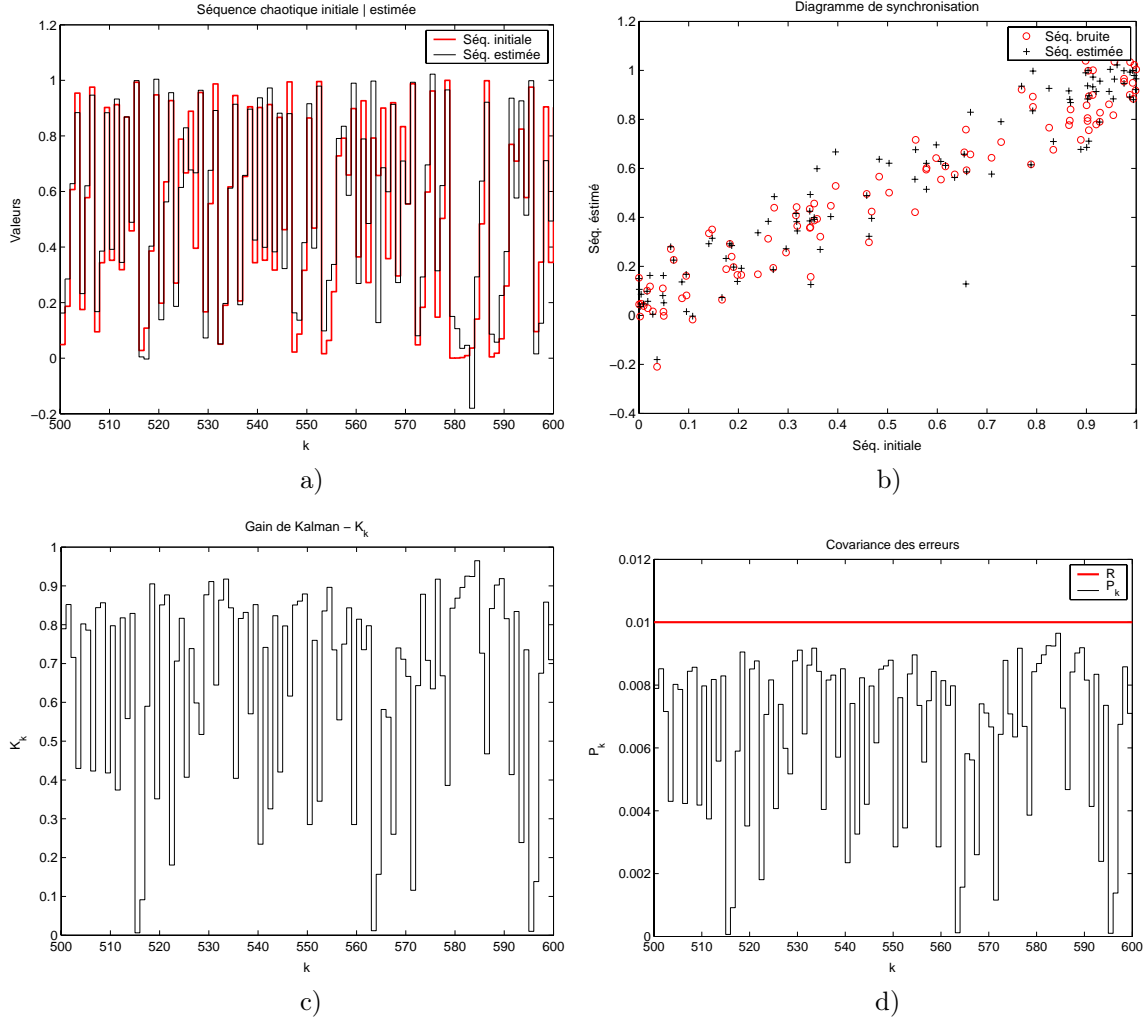 Séquence chaotique initiale | estimée
Séq. initiale
Séq. estimée
1.2
1
0.8
0.6
0.4
0.2
0
−0.2
Valeurs
500 510 520 530 540 550 560 570 580 590 600
k
a)
Diagramme de synchronisation
Séq. bruite
Séq. estimée
1.2
1
0.8
0.6
0.4
0.2
0
−0.2
−0.4
Séq. éstimé
0 0.1 0.2 0.3 0.4 0.5 0.6 0.7 0.8 0.9 1
Séq. initiale
b)
Gain de Kalman − K_k
1
0.9
0.8
0.7
0.6
0.5
0.4
0.3
0.2
0.1
0
K_k
500 510 520 530 540 550 560 570 580 590 600
k
c)
Covariance des erreurs
R
P_k
0.012
0.01
0.008
0.006
0.004
0.002
0
P_k
500 510 520 530 540 550 560 570 580 590 600
k
d)